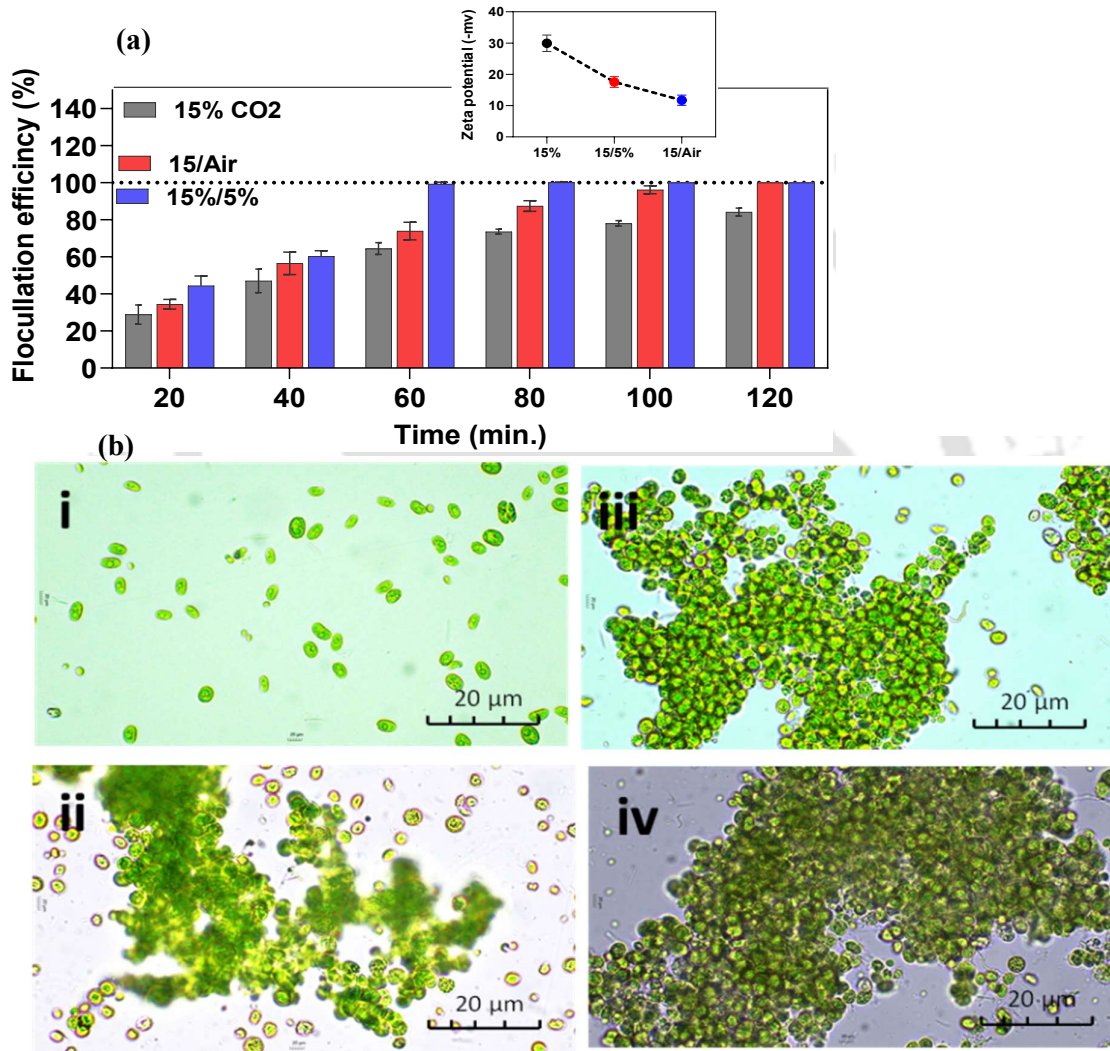 (a)
Flocullation efficincy (%)
140
120
100
80
60
40
20
0
15% CO2
15/Air
15%/5%
Zeta potential (-mv)
40
30
20
10
0
15% 15/5% 15/Air
20 40 60 80 100 120
Time (min.)
(b)
i
20 µm
iii
20 µm
ii
20 µm
iv
20 µm